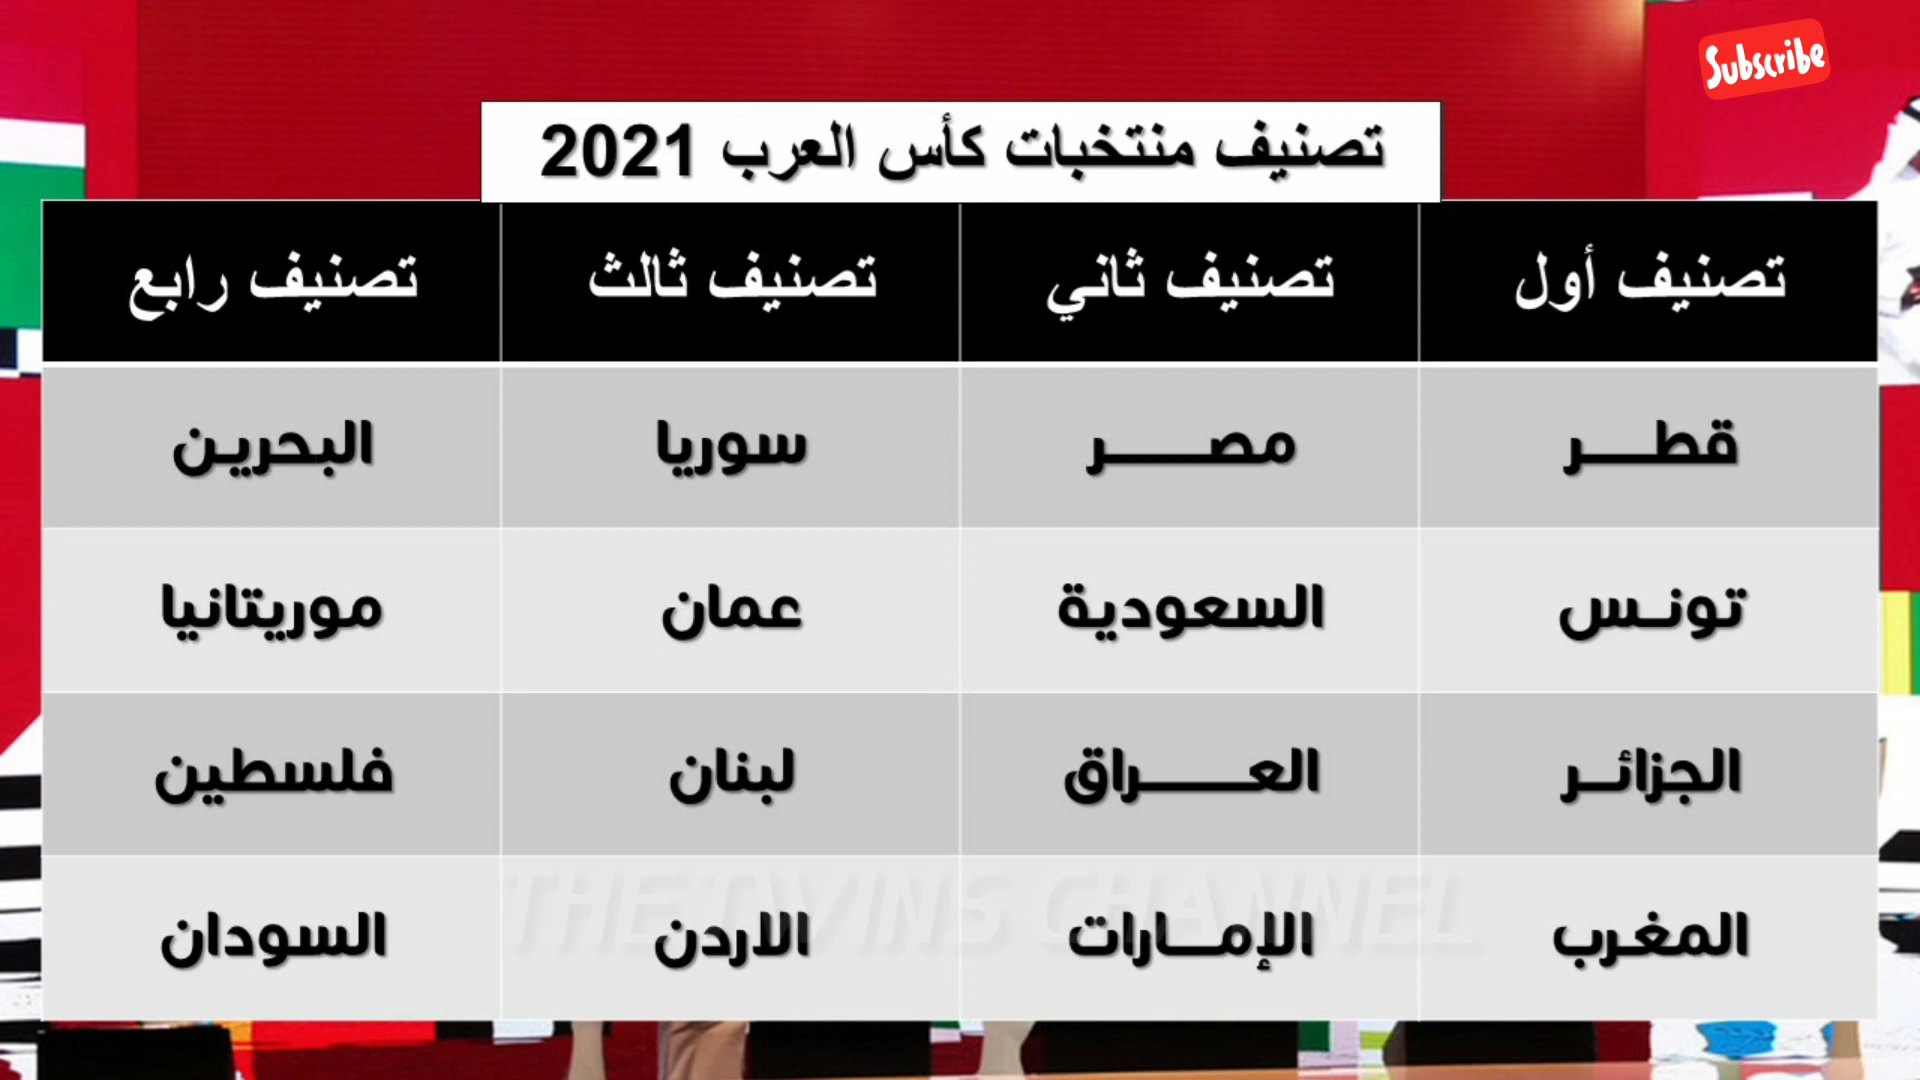 Subscribe
تصنيف منتخبات كأس العرب 2021
تصنيف أول تصنيف ثاني تصنيف ثالث تصنيف رابع
قطـــر مصـــــر سوريا البحريـن
تونـس السعودية عمان موريتانيا
الجزائـر العـــــراق لبنان فلسطين
المغرب الإمــارات الاردن السودان
THE TWINS CHANNEL